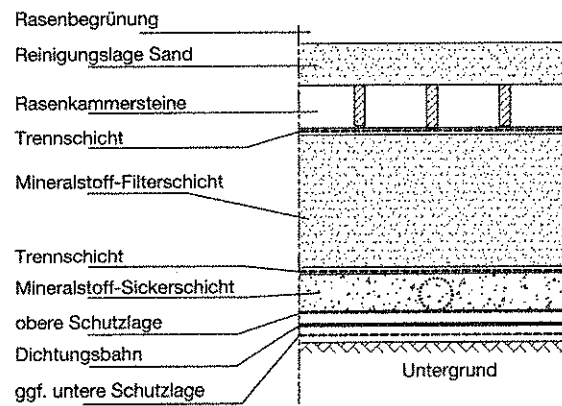 Rasenbegrünung
Reinigungslage Sand
Rasenkammersteine
Trennschicht
Mineralstoff-Filterschicht
Trennschicht
Mineralstoff-Sickerschicht
obere Schutzlage
Dichtungsbahn
ggf. untere Schutzlage
Untergrund